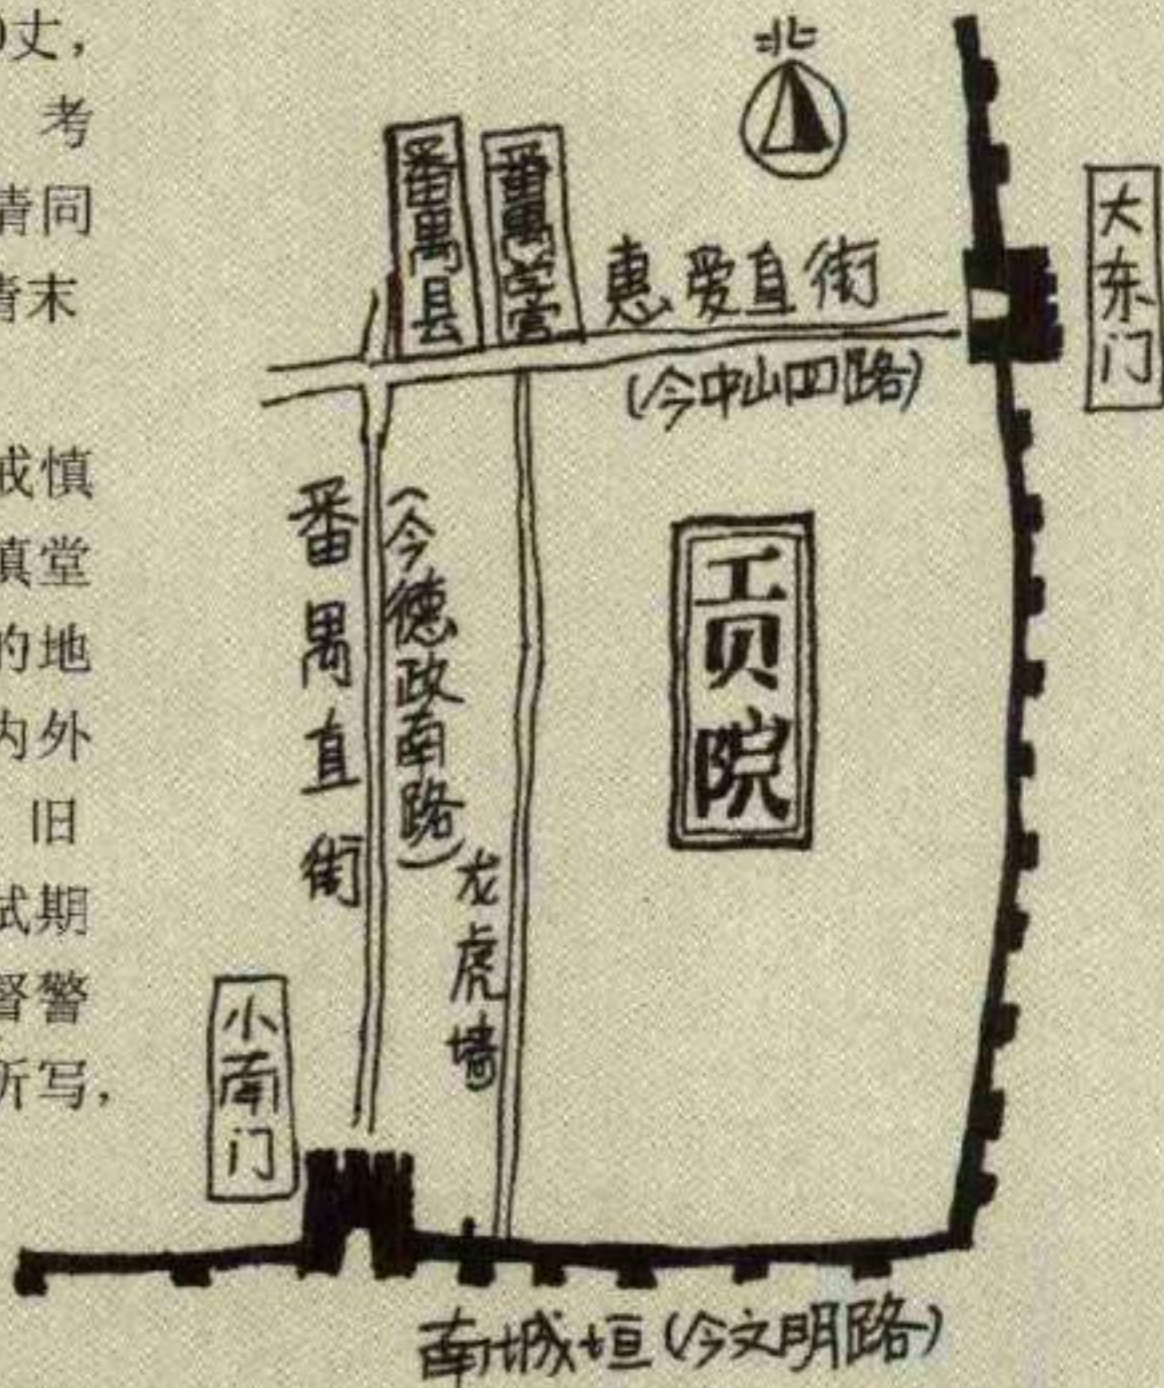 丈，
考
清同
清末
戒慎
慎堂
的地
内外
旧
试期
督警
所写，
北
番禺县
番禺学宫
惠爱直街
(今中山四路)
大东门
番禺直街
(今德政南路)
龙虎墙
贡院
小南门
南城垣(今文明路)